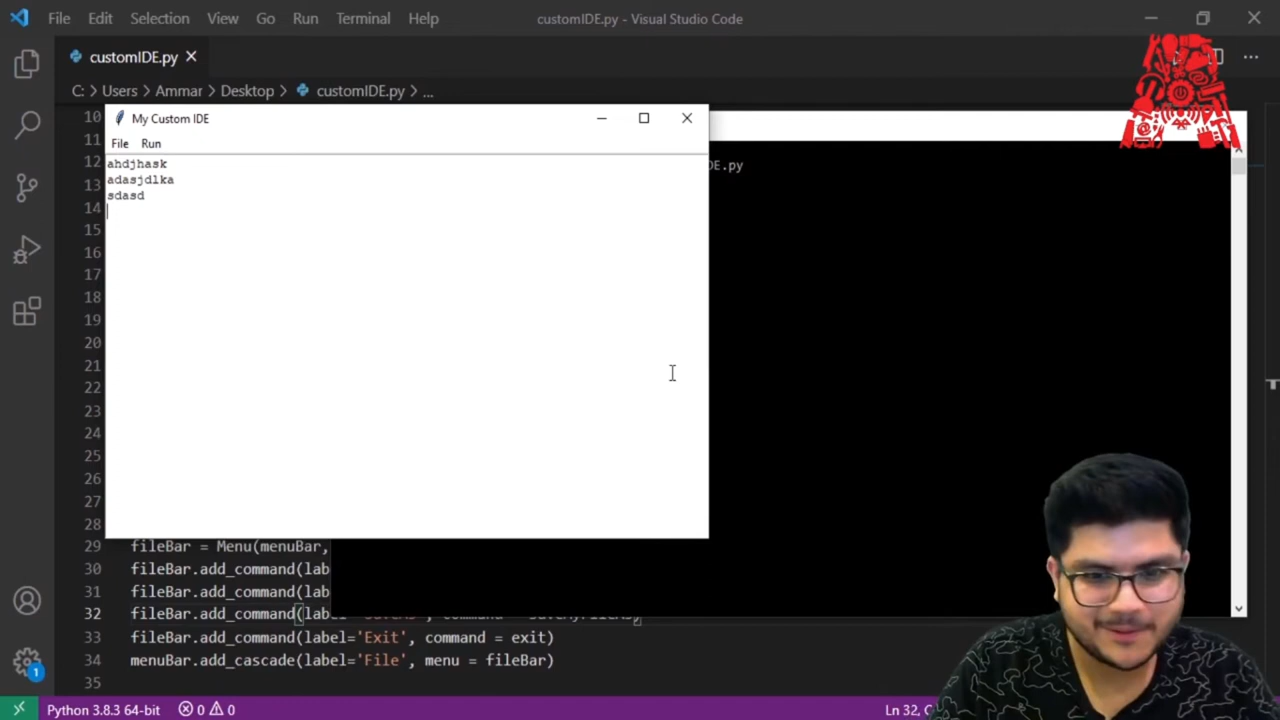 File Edit Selection View Go Run Terminal Help customIDE.py - Visual Studio Code
customIDE.py
C: > Users > Ammar > Desktop > customIDE.py > ...
My Custom IDE
File Run
DE.py
ahdjhask
adasjdlka
sdasd
10
11
12
13
14
15
16
17
18
19
20
21
22
23
24
25
26
27
28
29 fileBar = Menu(menuBar,
30 fileBar.add_command(lab
31 fileBar.add_command(lab
32 fileBar.add_command(lab
33 fileBar.add_command(label='Exit', command = exit)
34 menuBar.add_cascade(label='File', menu = fileBar)
35
1
Python 3.8.3 64-bit 0 0 Ln 32,